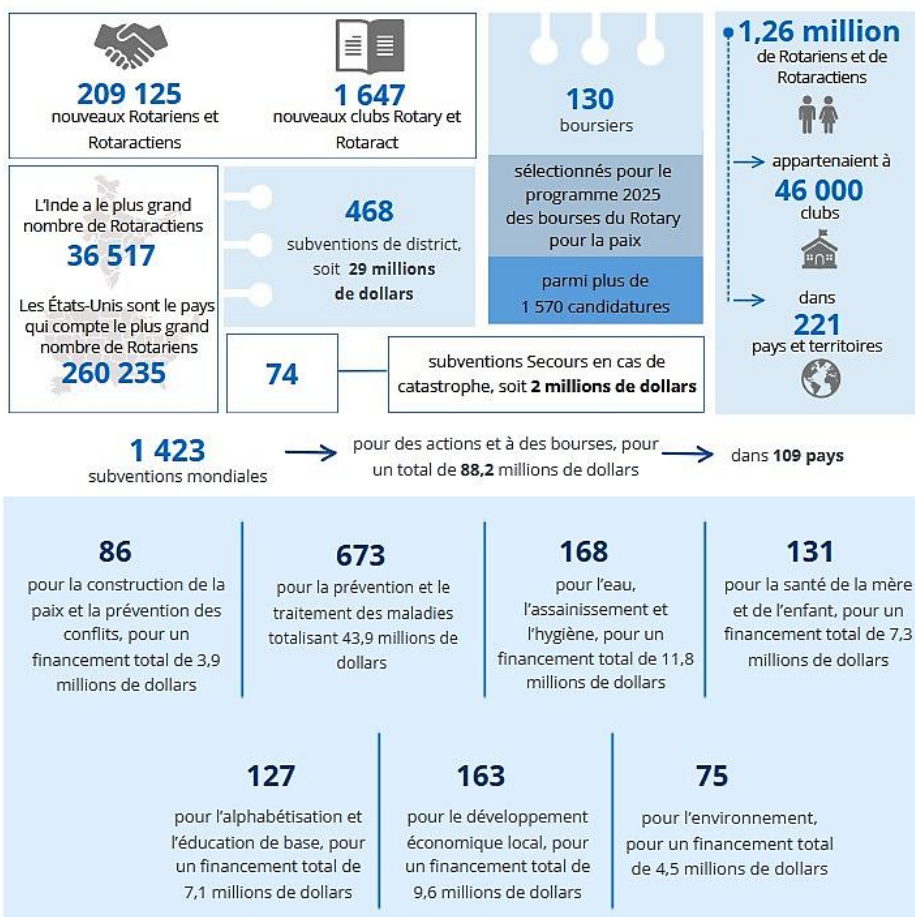 209 125
nouveaux Rotariens et
Rotaractiens
1 647
nouveaux clubs Rotary et
Rotaract
130
boursiers
sélectionnés pour le
programme 2025
des bourses du Rotary
pour la paix
parmi plus de
1 570 candidatures
1,26 million
de Rotariens et de
Rotaractiens
appartenaient à
46 000
clubs
dans
221
pays et territoires
L'Inde a le plus grand
nombre de Rotaractiens
36 517
Les États-Unis sont le pays
qui compte le plus grand
nombre de Rotariens
260 235
468
subventions de district,
soit 29 millions
de dollars
74
subventions Secours en cas de
catastrophe, soit 2 millions de dollars
1 423
subventions mondiales
pour des actions et à des bourses, pour
un total de 88,2 millions de dollars
dans 109 pays
86
pour la construction de la
paix et la prévention des
conflits, pour un
financement total de 3,9
millions de dollars
673
pour la prévention et le
traitement des maladies
totalisant 43,9 millions de
dollars
168
pour l'eau,
l'assainissement et
l'hygiène, pour un
financement total de 11,8
millions de dollars
131
pour la santé de la mère
et de l'enfant, pour un
financement total de 7,3
millions de dollars
127
pour l'alphabétisation et
l'éducation de base, pour
un financement total de
7,1 millions de dollars
163
pour le développement
économique local, pour
un financement total de
9,6 millions de dollars
75
pour l'environnement,
pour un financement total
de 4,5 millions de dollars